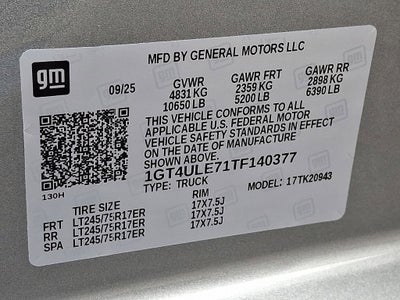 gm
MFD BY GENERAL MOTORS LLC
09/25 GVWR GAWR FRT GAWR RR
4831 KG 2359 KG 2898 KG
10650 LB 5200 LB 6390 LB
THIS VEHICLE CONFORMS TO ALL
APPLICABLE U.S. FEDERAL MOTOR
VEHICLE SAFETY STANDARDS IN EFFECT
ON THE DATE OF MANUFACTURE
SHOWN ABOVE.
1GT4ULE71TF140377
TYPE: TRUCK MODEL: 17TK20943
130H
TIRE SIZE RIM
FRT LT245/75R17ER 17X7.5J
RR LT245/75R17ER 17X7.5J
SPA LT245/75R17ER 17X7.5J